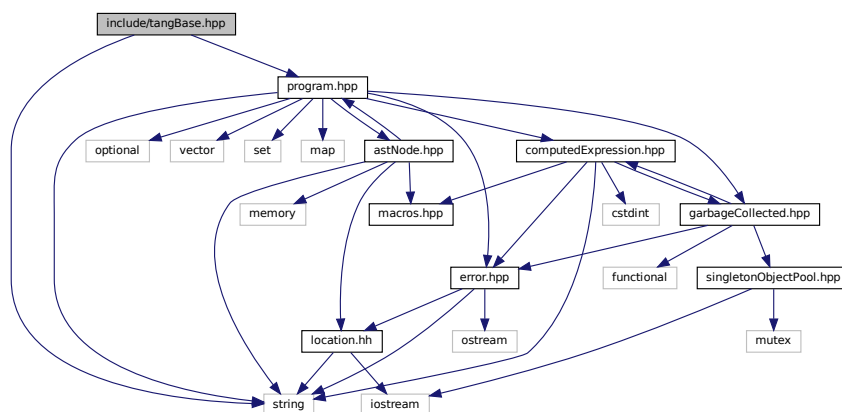 include/tangBase.hpp
program.hpp
optional
vector
set
map
astNode.hpp
computedExpression.hpp
memory
macros.hpp
cstdint
garbageCollected.hpp
error.hpp
functional
singletonObjectPool.hpp
location.hh
ostream
mutex
string
iostream